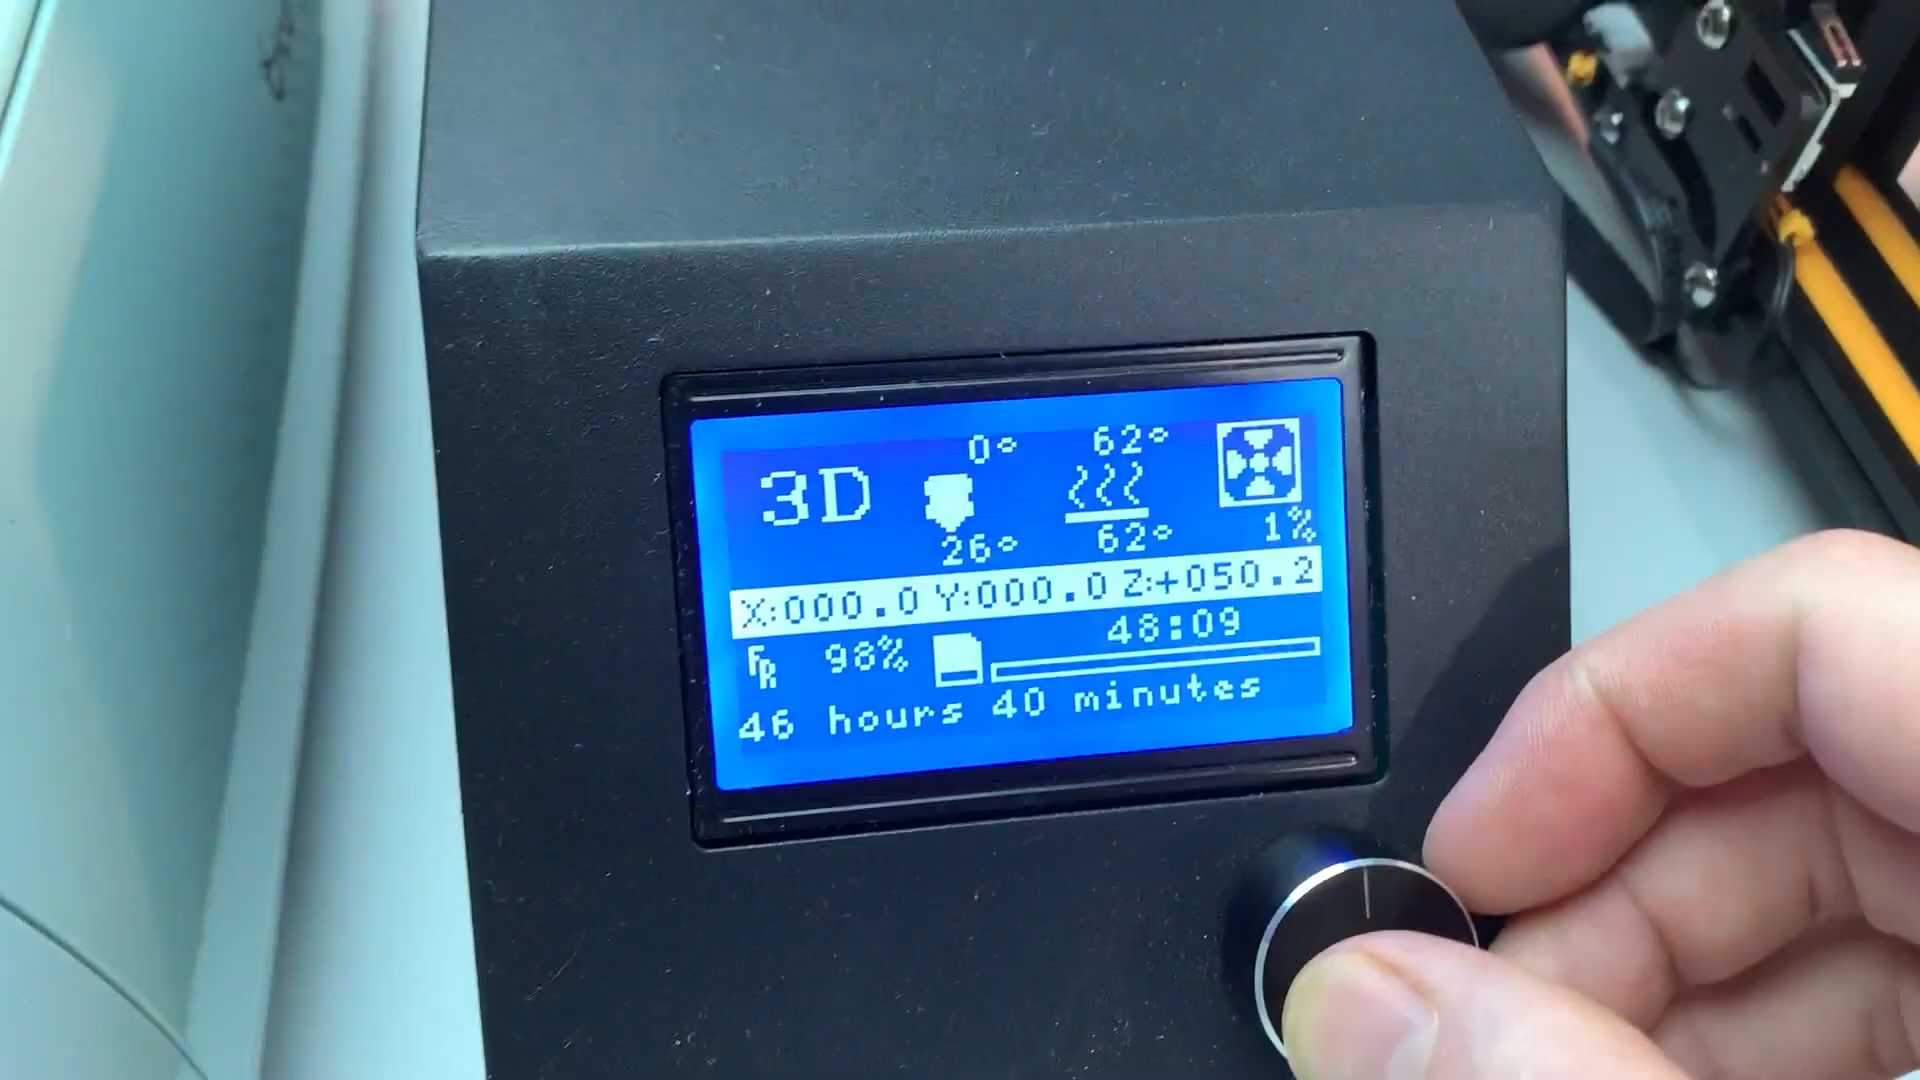 0° 62°
3D
26° 62° 1%
X:000.0 Y:000.0 Z:+050.2
48:09
FR 98%
46 hours 40 minutes